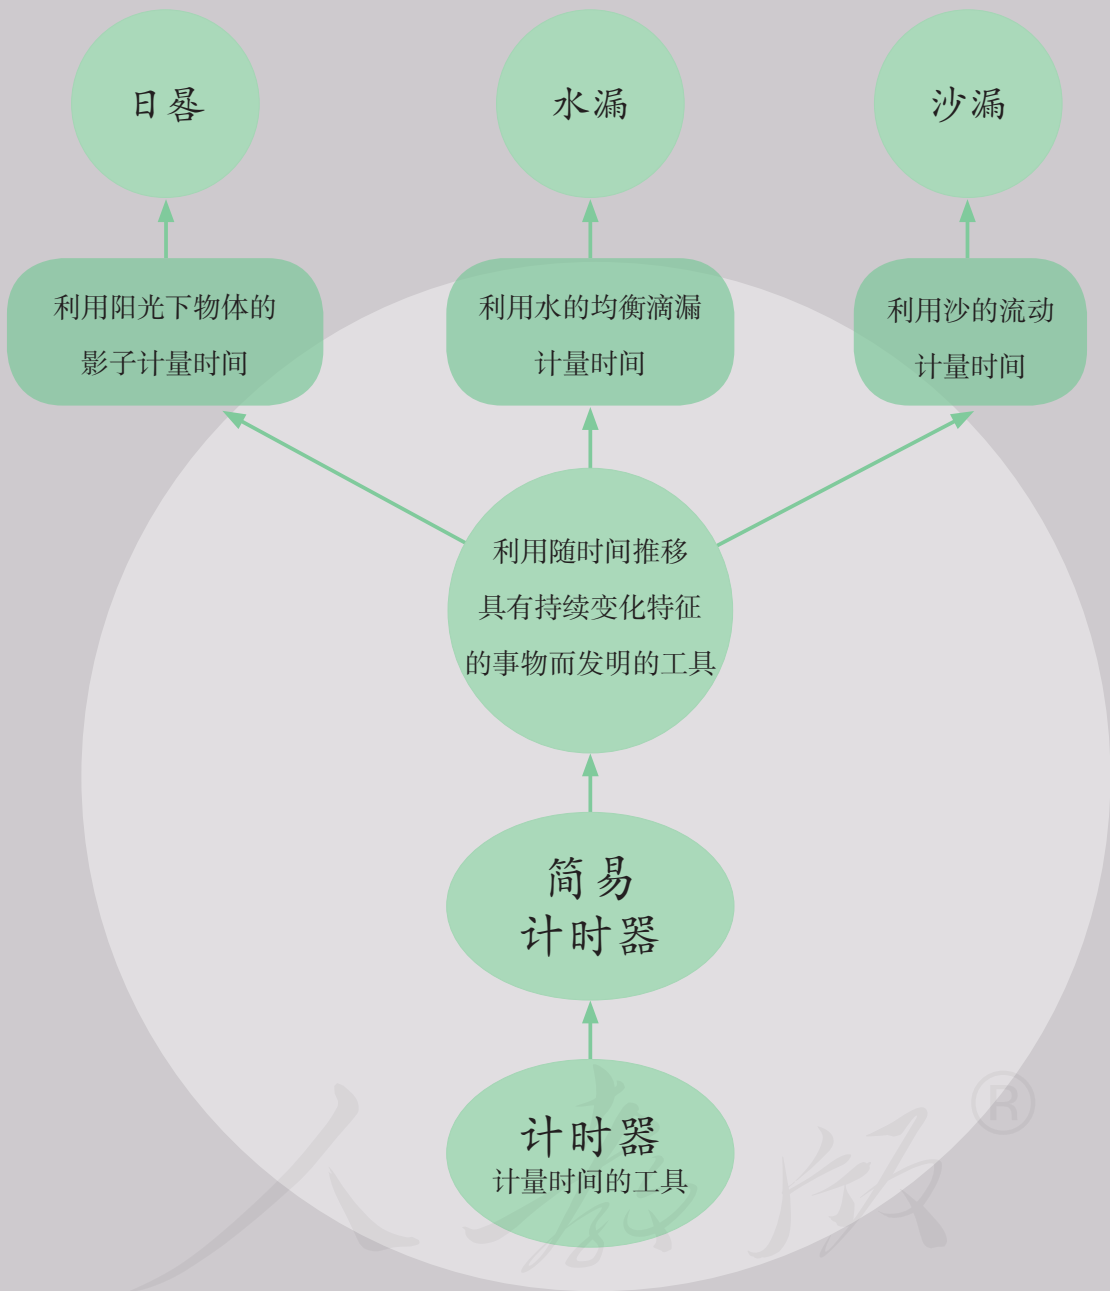 日晷
水漏
沙漏
利用阳光下物体的
影子计量时间
利用水的均衡滴漏
计量时间
利用沙的流动
计量时间
利用随时间推移
具有持续变化特征
的事物而发明的工具
简易
计时器
计时器
计量时间的工具
人教版®